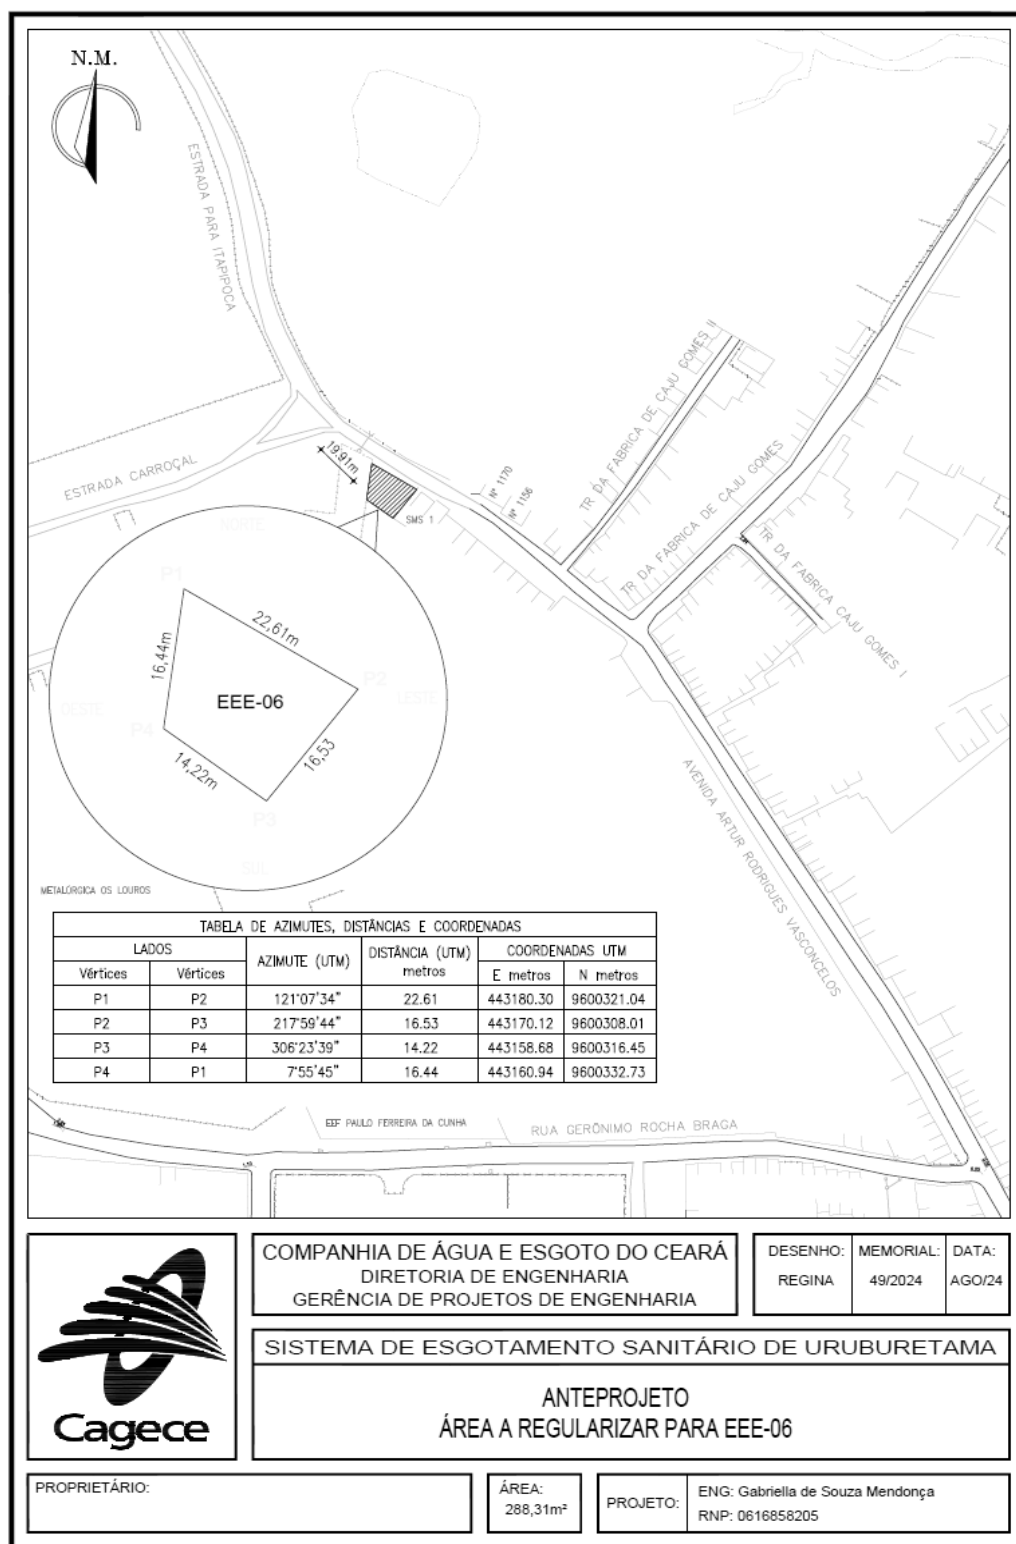 N.M.
ESTRADA PARA ITAPIPOCA
ESTRADA CARROÇAL
19.91m
SMS 1
Nº 1170
Nº 1156
TR DA FABRICA DE CAJU GOMES II
TR DA FABRICA DE CAJU GOMES
TR DA FABRICA CAJU GOMES I
AVENIDA ARTUR RODRIGUES VASCONCELOS
NORTE
P1
22,61m
16,44m
P2
LESTE
OESTE
EEE-06
P4
14,22m
16,53
P3
SUL
METALÓRGICA OS LOUROS
TABELA DE AZIMUTES, DISTÂNCIAS E COORDENADAS
LADOS AZIMUTE (UTM) DISTÂNCIA (UTM) metros COORDENADAS UTM
Vértices Vértices E metros N metros
P1 P2 121°07'34" 22.61 443180.30 9600321.04
P2 P3 217°59'44" 16.53 443170.12 9600308.01
P3 P4 306°23'39" 14.22 443158.68 9600316.45
P4 P1 7°55'45" 16.44 443160.94 9600332.73
EEF PAULO FERREIRA DA CUNHA
RUA GERÔNIMO ROCHA BRAGA
Cagece
COMPANHIA DE ÁGUA E ESGOTO DO CEARÁ
DIRETORIA DE ENGENHARIA
GERÊNCIA DE PROJETOS DE ENGENHARIA
DESENHO: MEMORIAL: DATA:
REGINA 49/2024 AGO/24
SISTEMA DE ESGOTAMENTO SANITÁRIO DE URUBURETAMA
ANTEPROJETO
ÁREA A REGULARIZAR PARA EEE-06
PROPRIETÁRIO:
ÁREA:
288,31m²
PROJETO:
ENG: Gabriella de Souza Mendonça
RNP: 0616858205